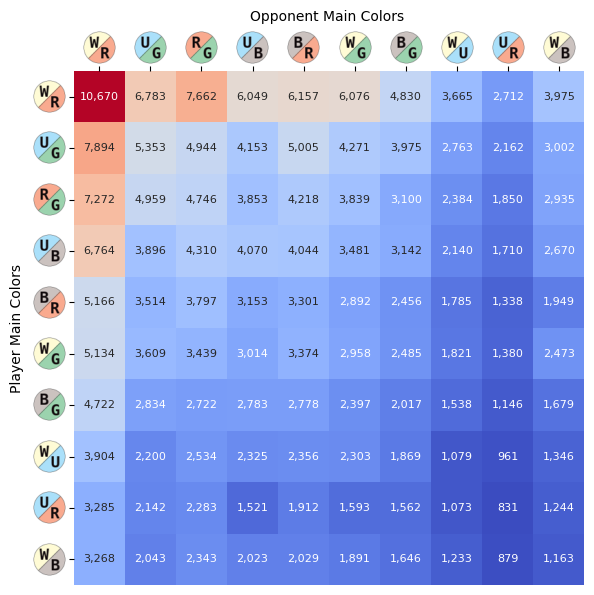 Opponent Main Colors
W R U G R G U B B R W G B G W U U R W B
W R 10,670 6,783 7,662 6,049 6,157 6,076 4,830 3,665 2,712 3,975
U G 7,894 5,353 4,944 4,153 5,005 4,271 3,975 2,763 2,162 3,002
R G 7,272 4,959 4,746 3,853 4,218 3,839 3,100 2,384 1,850 2,935
U B 6,764 3,896 4,310 4,070 4,044 3,481 3,142 2,140 1,710 2,670
B R 5,166 3,514 3,797 3,153 3,301 2,892 2,456 1,785 1,338 1,949
W G 5,134 3,609 3,439 3,014 3,374 2,958 2,485 1,821 1,380 2,473
B G 4,722 2,834 2,722 2,783 2,778 2,397 2,017 1,538 1,146 1,679
W U 3,904 2,200 2,534 2,325 2,356 2,303 1,869 1,079 961 1,346
U R 3,285 2,142 2,283 1,521 1,912 1,593 1,562 1,073 831 1,244
W B 3,268 2,043 2,343 2,023 2,029 1,891 1,646 1,233 879 1,163
Player Main Colors